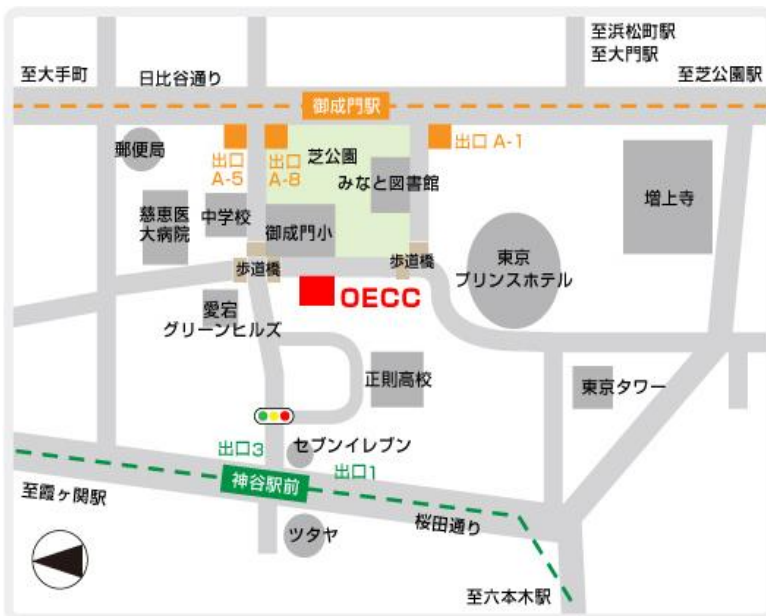 至浜松町駅
至大門駅
至大手町
日比谷通り
至芝公園駅
御成門駅
郵便局
出口
A-5
出口
A-8
芝公園
出口 A-1
みなと図書館
慈恵医
大病院
中学校
御成門小
増上寺
歩道橋
歩道橋
東京
プリンスホテル
OECC
愛宕
グリーンヒルズ
正則高校
東京タワー
出口3
セブンイレブン
出口1
神谷駅前
至霞ヶ関駅
ツタヤ
桜田通り
至六本木駅